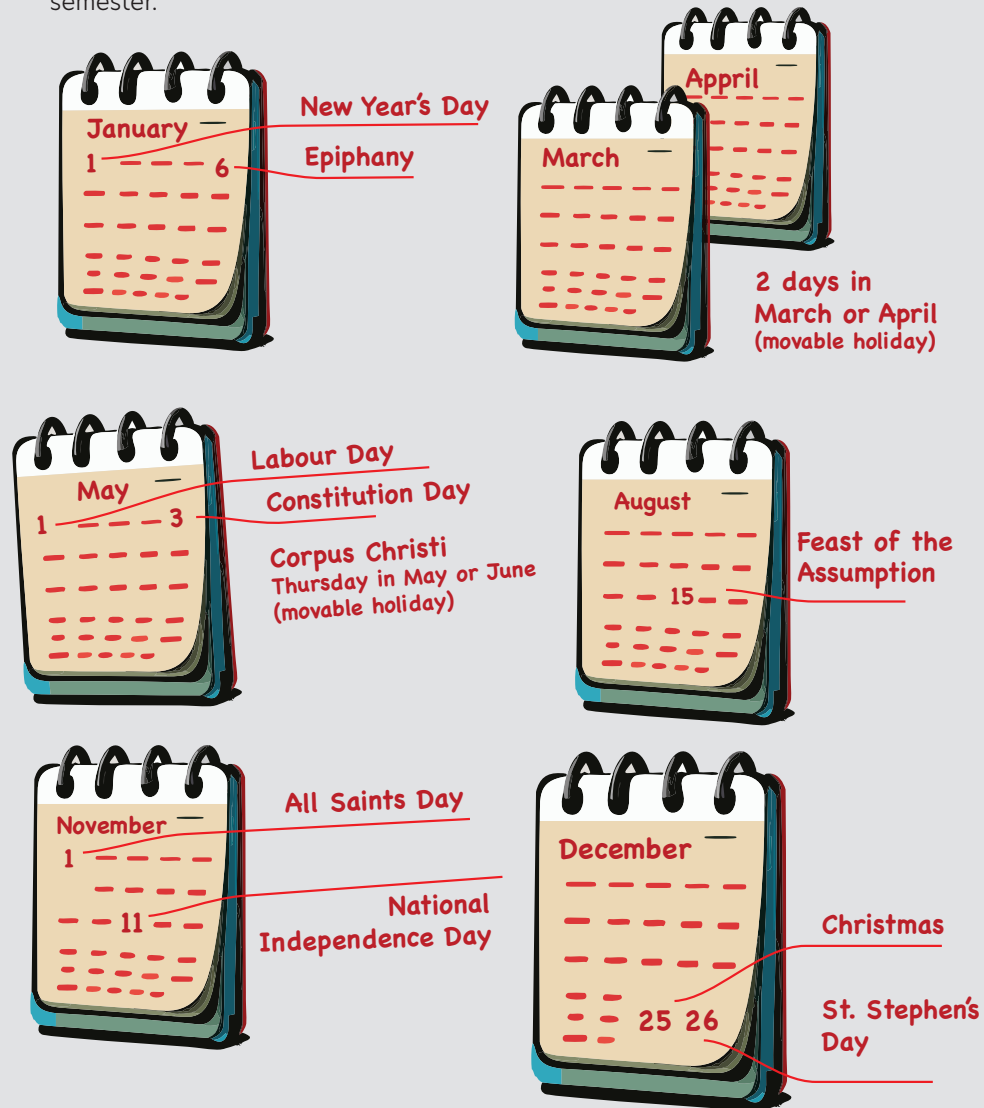 semester.
January
1
6
New Year's Day
Epiphany
Appril
March
2 days in
March or April
(movable holiday)
May
1
3
Labour Day
Constitution Day
Corpus Christi
Thursday in May or June
(movable holiday)
August
15
Feast of the
Assumption
November
1
11
All Saints Day
National
Independence Day
December
25 26
Christmas
St. Stephen's
Day